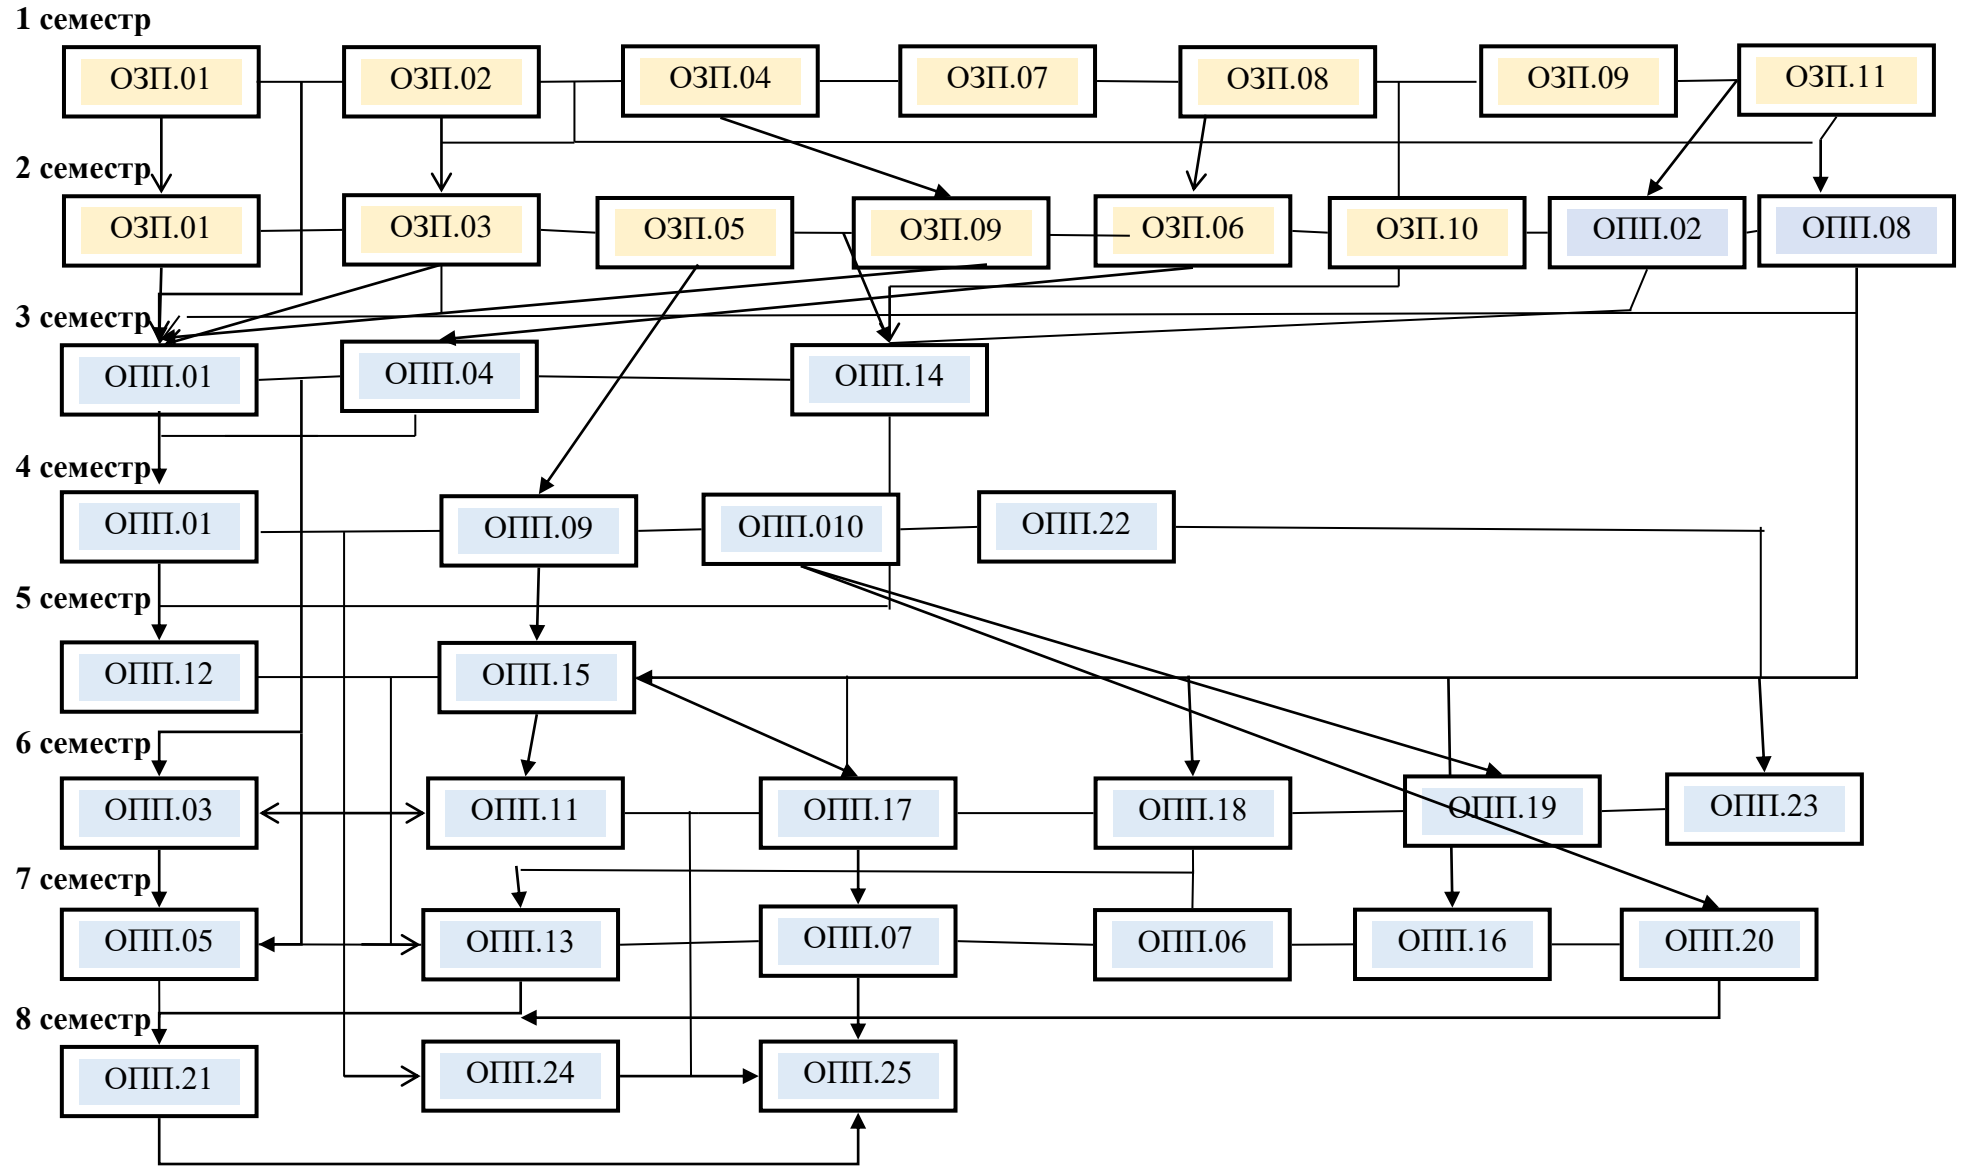 1 семестр
ОЗП.01 ОЗП.02 ОЗП.04 ОЗП.07 ОЗП.08 ОЗП.09 ОЗП.11
2 семестр
ОЗП.01 ОЗП.03 ОЗП.05 ОЗП.09 ОЗП.06 ОЗП.10 ОПП.02 ОПП.08
3 семестр
ОПП.01 ОПП.04 ОПП.14
4 семестр
ОПП.01 ОПП.09 ОПП.010 ОПП.22
5 семестр
ОПП.12 ОПП.15
6 семестр
ОПП.03 ОПП.11 ОПП.17 ОПП.18 ОПП.19 ОПП.23
7 семестр
ОПП.05 ОПП.13 ОПП.07 ОПП.06 ОПП.16 ОПП.20
8 семестр
ОПП.21 ОПП.24 ОПП.25